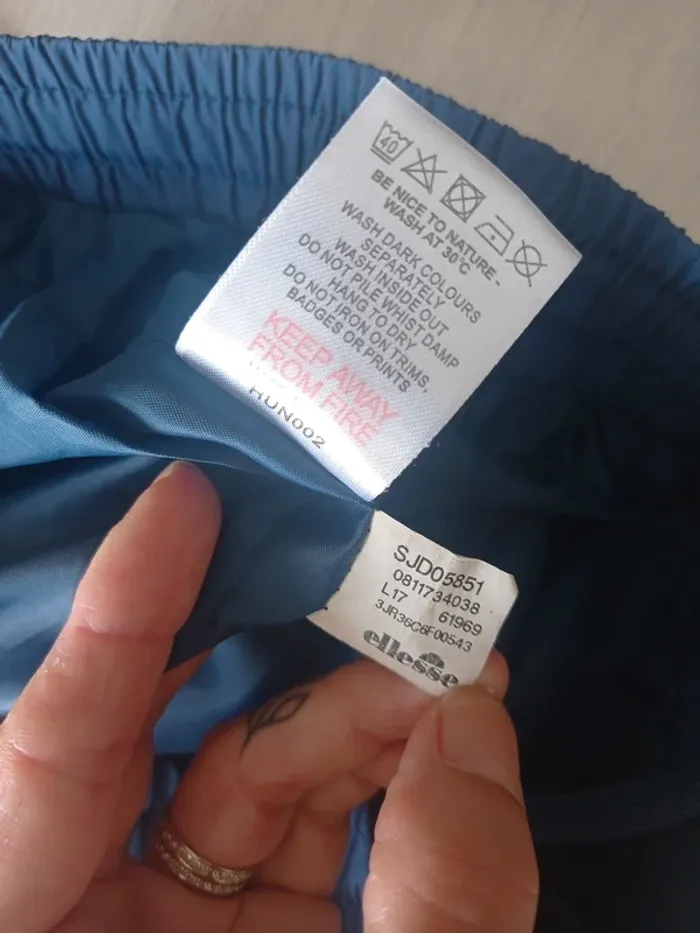 40
BE NICE TO NATURE -
WASH AT 30°C
WASH DARK COLOURS
SEPARATELY
WASH INSIDE OUT
DO NOT PILE WHIST DAMP
HANG TO DRY
DO NOT IRON ON TRIMS,
BADGES OR PRINTS
KEEP AWAY
FROM FIRE
HUN002
SJD05851
0811734038
L17 61969
3JR36C6F00543
ellesse